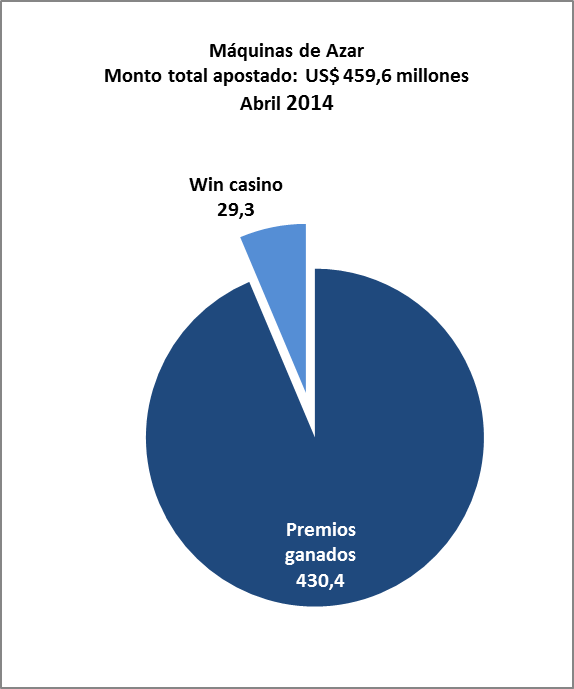 Máquinas de Azar
Monto total apostado: US$ 459,6 millones
Abril 2014
Win casino
29,3
Premios
ganados
430,4